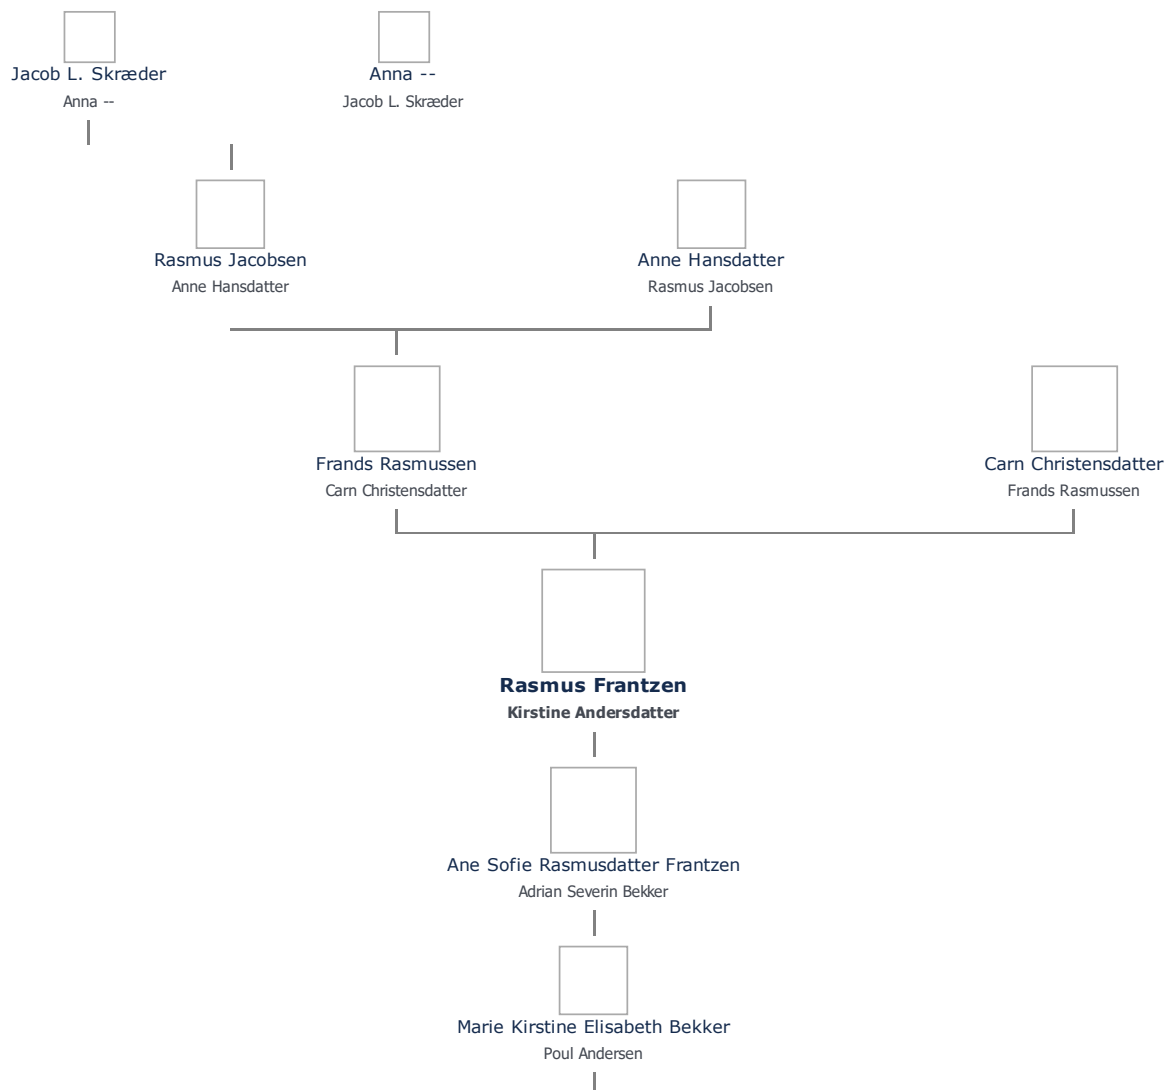 Jacob L. Skræder
Anna --
Anna --
Jacob L. Skræder
Rasmus Jacobsen
Anne Hansdatter
Anne Hansdatter
Rasmus Jacobsen
Frands Rasmussen
Carn Christensdatter
Carn Christensdatter
Frands Rasmussen
Rasmus Frantzen
Kirstine Andersdatter
Ane Sofie Rasmusdatter Frantzen
Adrian Severin Bekker
Marie Kirstine Elisabeth Bekker
Poul Andersen